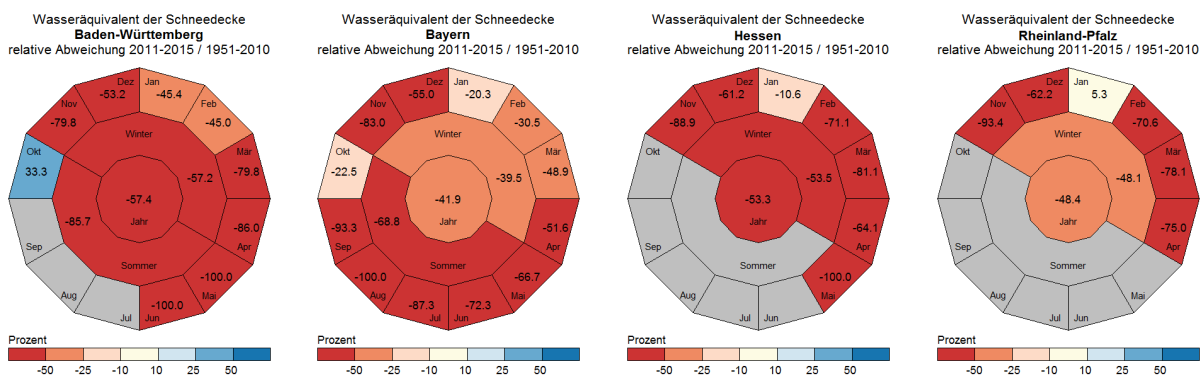 Wasseräquivalent der Schneedecke
Baden-Württemberg
relative Abweichung 2011-2015 / 1951-2010
Dez
-53.2
Jan
-45.4
Nov
-79.8
Feb
-45.0
Winter
Okt
33.3
Mär
-79.8
-57.2
-57.4
Jahr
-85.7
-86.0
Apr
Sep
Sommer
-100.0
Mai
Aug
-100.0
Jul
Jun
Prozent
-50 -25 -10 10 25 50
Wasseräquivalent der Schneedecke
Bayern
relative Abweichung 2011-2015 / 1951-2010
Dez
-55.0
Jan
-20.3
Nov
-83.0
Feb
-30.5
Winter
Okt
-22.5
Mär
-48.9
-39.5
-41.9
Jahr
-68.8
-93.3
Sep
-51.6
Apr
Sommer
-100.0
Aug
-66.7
Mai
-87.3
Jul
-72.3
Jun
Prozent
-50 -25 -10 10 25 50
Wasseräquivalent der Schneedecke
Hessen
relative Abweichung 2011-2015 / 1951-2010
Dez
-61.2
Jan
-10.6
Nov
-88.9
Feb
-71.1
Winter
Okt
Mär
-81.1
-53.5
-53.3
Jahr
-64.1
Apr
Sep
Sommer
-100.0
Mai
Aug
Jul
Jun
Prozent
-50 -25 -10 10 25 50
Wasseräquivalent der Schneedecke
Rheinland-Pfalz
relative Abweichung 2011-2015 / 1951-2010
Dez
-62.2
Jan
5.3
Nov
-93.4
Feb
-70.6
Winter
Okt
Mär
-78.1
-48.1
-48.4
Jahr
-75.0
Apr
Sep
Sommer
Mai
Aug
Jul
Jun
Prozent
-50 -25 -10 10 25 50